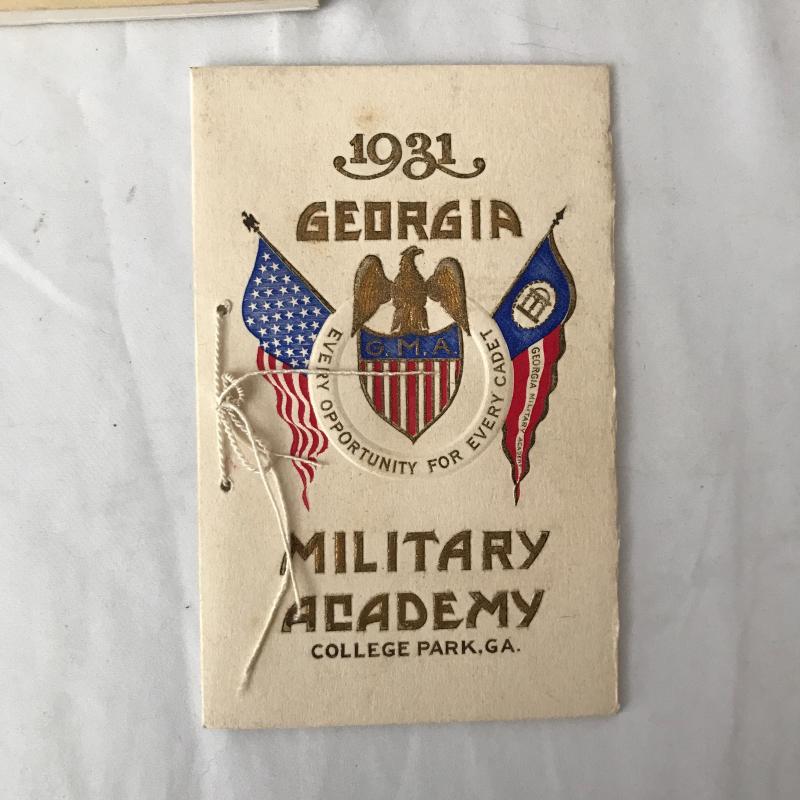 1931
GEORGIA
G.M.A.
EVERY OPPORTUNITY FOR EVERY CADET
GEORGIA MILITARY ACADEMY
MILITARY
ACADEMY
COLLEGE PARK, GA.